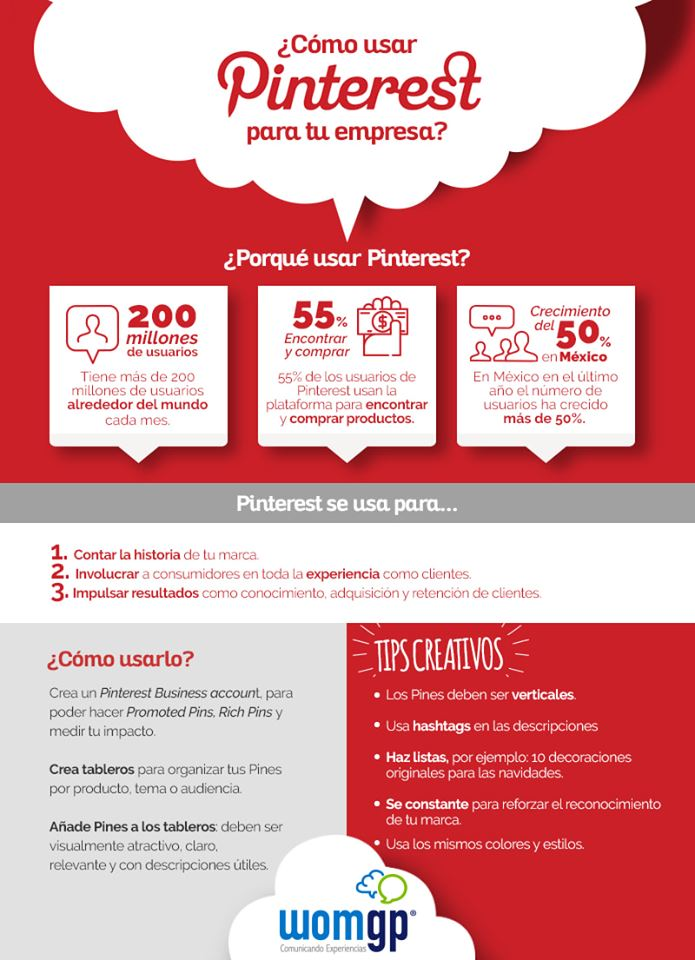 ¿Cómo usar
Pinterest
para tu empresa?
¿Porqué usar Pinterest?
200
millones
de usuarios
Tiene más de 200
millones de usuarios
alrededor del mundo
cada mes.
55%
Encontrar
y comprar
55% de los usuarios de
Pinterest usan la
plataforma para encontrar
y comprar productos.
Crecimiento
del 50%
en México
En México en el último
año el número de
usuarios ha crecido
más de 50%.
Pinterest se usa para...
1. Contar la historia de tu marca.
2. Involucrar a consumidores en toda la experiencia como clientes.
3. Impulsar resultados como conocimiento, adquisición y retención de clientes.
¿Cómo usarlo?
Crea un Pinterest Business account, para
poder hacer Promoted Pins, Rich Pins y
medir tu impacto.
Crea tableros para organizar tus Pines
por producto, tema o audiencia.
Añade Pines a los tableros: deben ser
visualmente atractivo, claro,
relevante y con descripciones útiles.
TIPS CREATIVOS
• Los Pines deben ser verticales.
• Usa hashtags en las descripciones
• Haz listas, por ejemplo: 10 decoraciones
originales para las navidades.
• Se constante para reforzar el reconocimiento
de tu marca.
• Usa los mismos colores y estilos.
womgp®
Comunicando Experiencias